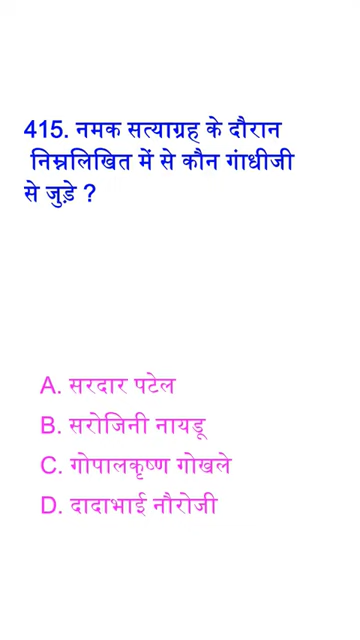 415. नमक सत्याग्रह के दौरान
निम्नलिखित में से कौन गांधीजी
से जुड़े ?
A. सरदार पटेल
B. सरोजिनी नायडू
C. गोपालकृष्ण गोखले
D. दादाभाई नौरोजी